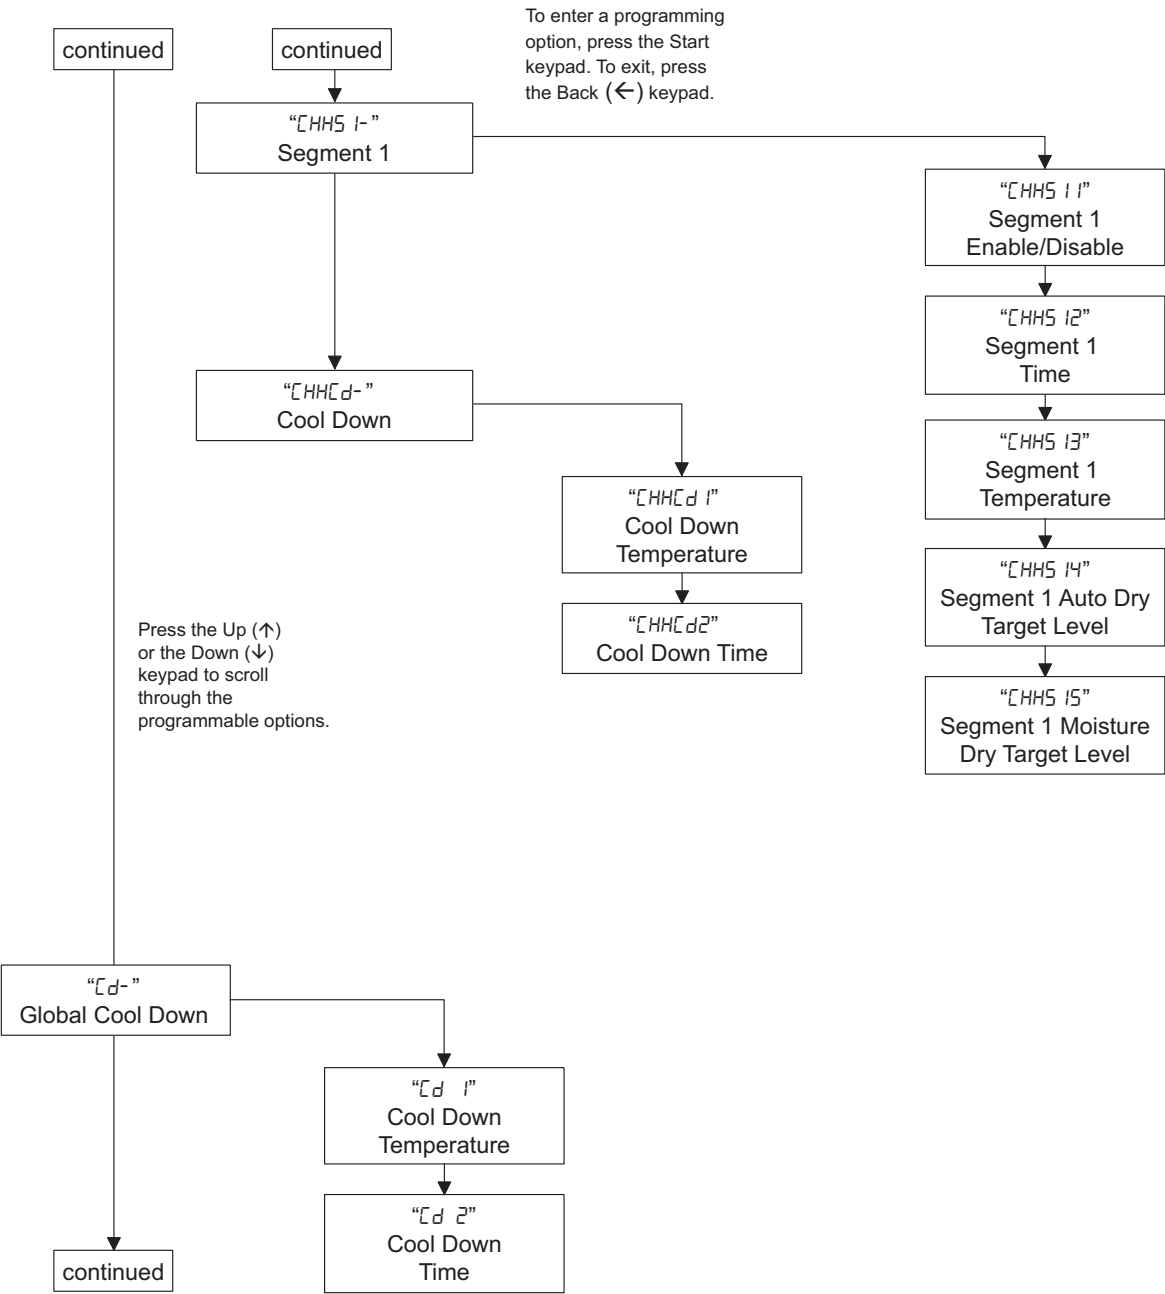 continued
continued
To enter a programming
option, press the Start
keypad. To exit, press
the Back (←) keypad.
“CHHS 1-”
Segment 1
“CHHS 11”
Segment 1
Enable/Disable
“CHHS 12”
Segment 1
Time
“CHHCd-”
Cool Down
“CHHS 13”
Segment 1
Temperature
“CHHCd 1”
Cool Down
Temperature
“CHHS 14”
Segment 1 Auto Dry
Target Level
“CHHCd2”
Cool Down Time
Press the Up (↑)
or the Down (↓)
keypad to scroll
through the
programmable options.
“CHHS 15”
Segment 1 Moisture
Dry Target Level
“Cd-”
Global Cool Down
“Cd 1”
Cool Down
Temperature
“Cd 2”
Cool Down
Time
continued